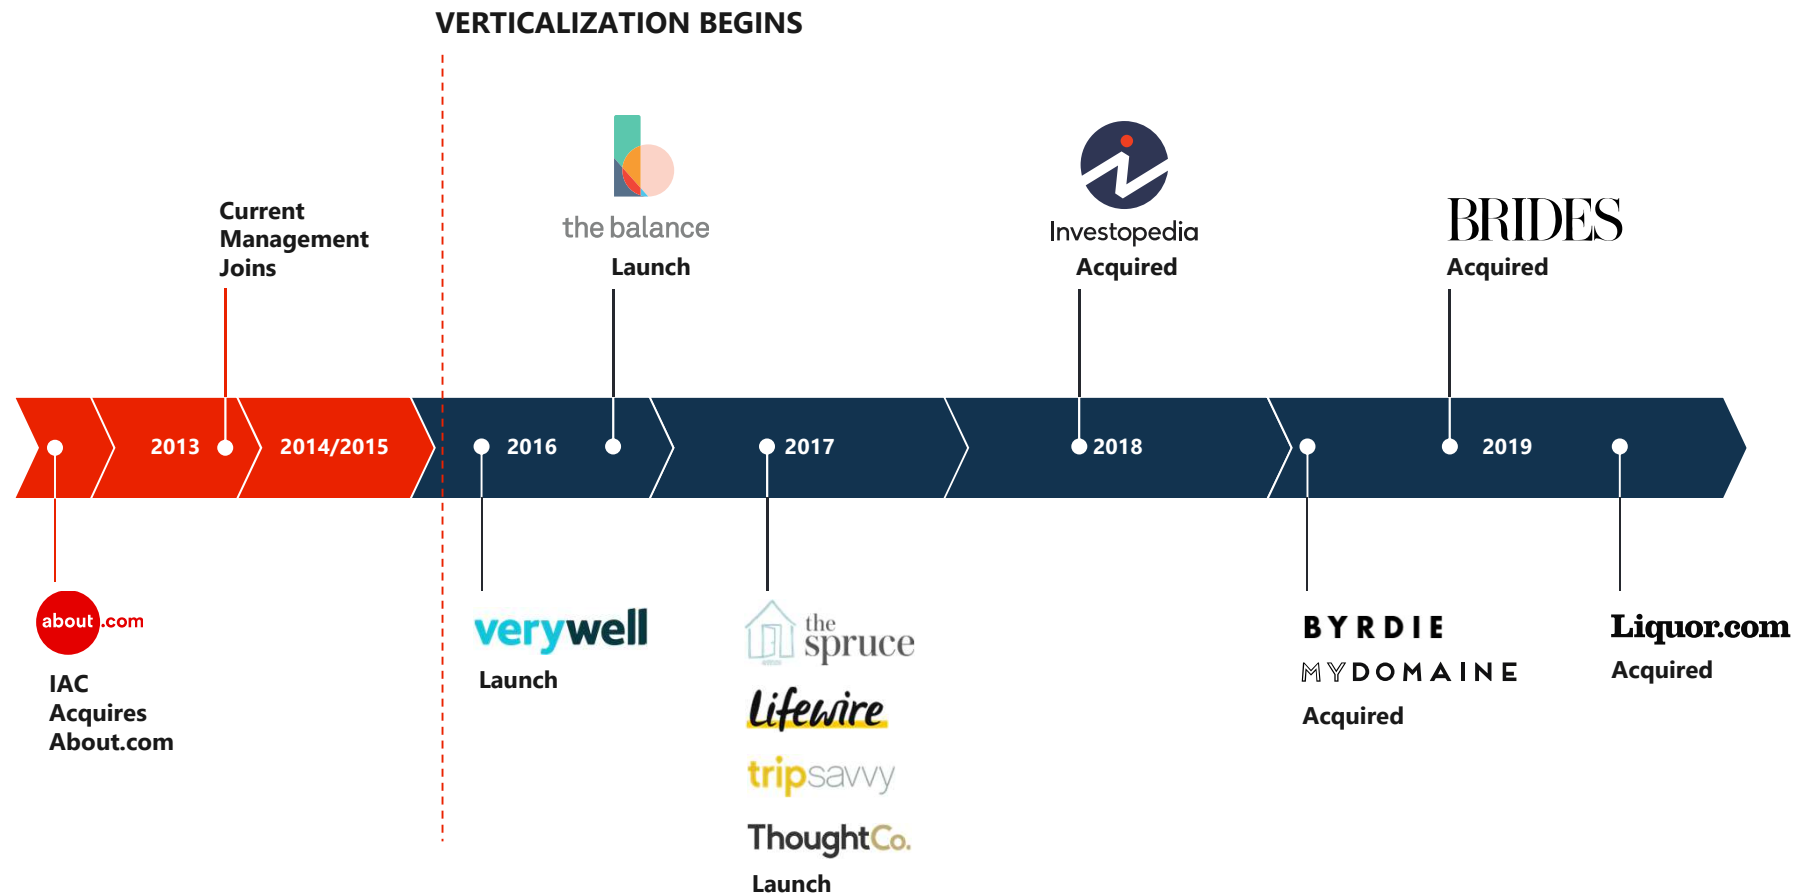 VERTICALIZATION BEGINS
the balance
Launch
Investopedia
Acquired
BRIDES
Acquired
Current
Management
Joins
2013
2014/2015
2016
2017
2018
2019
about.com
IAC
Acquires
About.com
verywell
Launch
the
spruce
Lifewire
tripsavvy
ThoughtCo.
Launch
BYRDIE
MYDOMAINE
Acquired
Liquor.com
Acquired